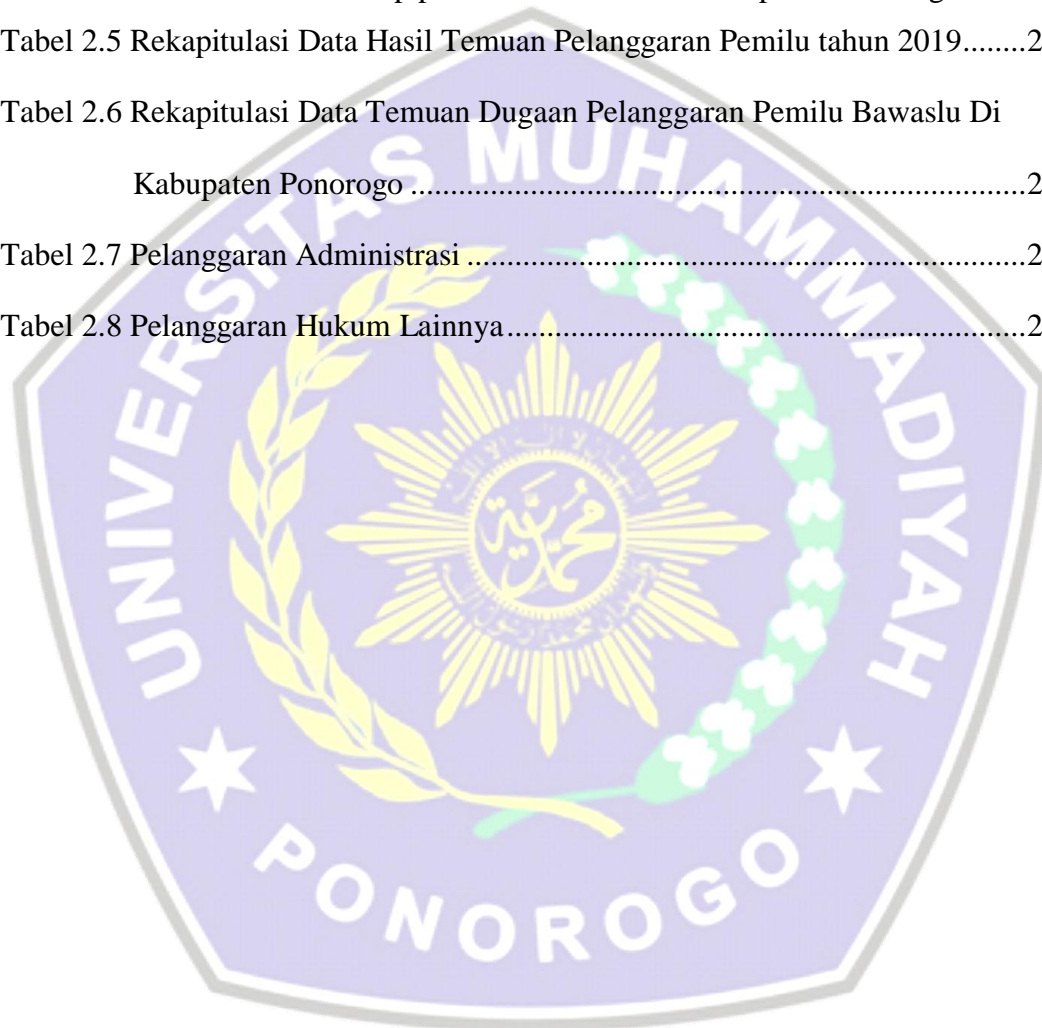 Tabel 2.5 Rekapitulasi Data Hasil Temuan Pelanggaran Pemilu tahun 2019........2
Tabel 2.6 Rekapitulasi Data Temuan Dugaan Pelanggaran Pemilu Bawaslu Di
Kabupaten Ponorogo ..............................................................................2
Tabel 2.7 Pelanggaran Administrasi .......................................................................2
Tabel 2.8 Pelanggaran Hukum Lainnya..................................................................2
UNIVERSITAS MUHAMMADIYAH
PONOROGO